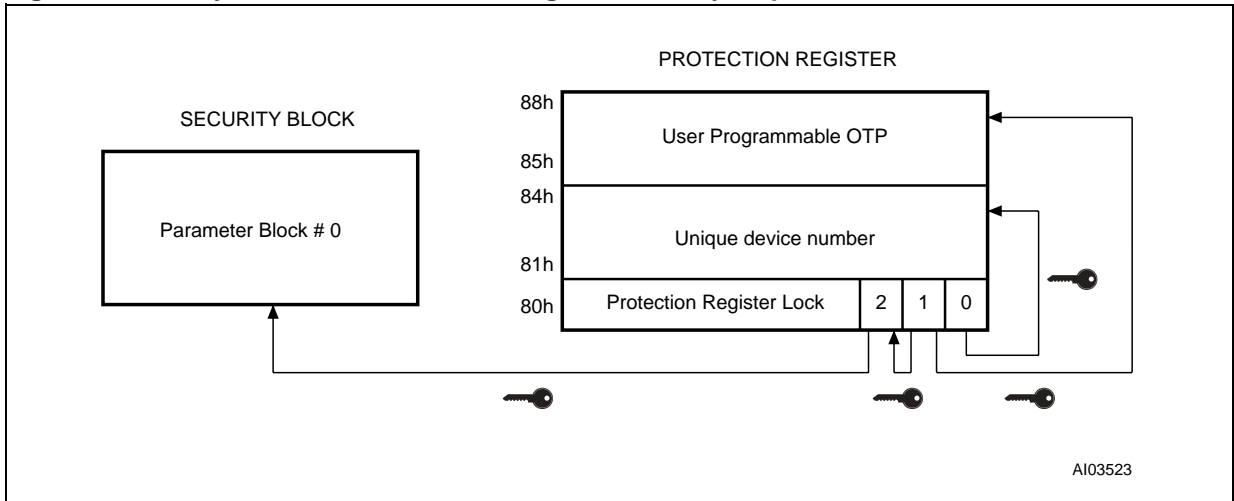 PROTECTION REGISTER
SECURITY BLOCK
88h
User Programmable OTP
85h
84h
Parameter Block # 0
Unique device number
81h
80h
Protection Register Lock
2
1
0
AI03523